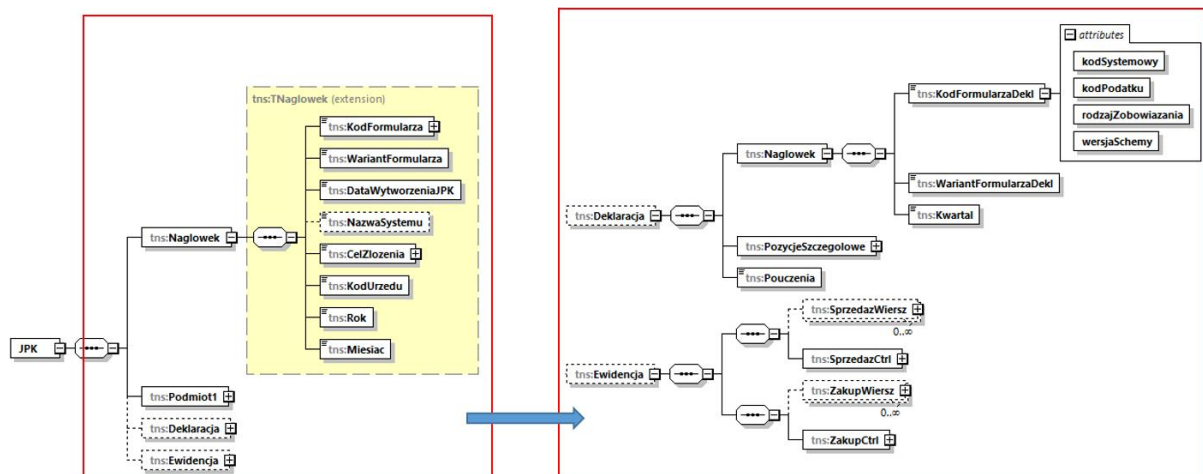 tns:TNaglowek (extension)
tns:KodFormularza
tns:WariantFormularza
tns:DataWytworzeniaJPK
tns:NazwaSystemu
tns:Naglowek
tns:CelZlozenia
tns:KodUrzedu
tns:Rok
JPK
tns:Miesiac
tns:Podmiot1
tns:Deklaracja
tns:Ewidencja
attributes
kodSystemowy
tns:KodFormularzaDekl
kodPodatku
rodzajZobowiazania
wersjaSchemy
tns:Naglowek
tns:WariantFormularzaDekl
tns:Deklaracja
tns:Kwartal
tns:PozycjeSzczegolowe
tns:Pouczenia
tns:SprzedazWiersz
0..∞
tns:SprzedazCtrl
tns:Ewidencja
tns:ZakupWiersz
0..∞
tns:ZakupCtrl